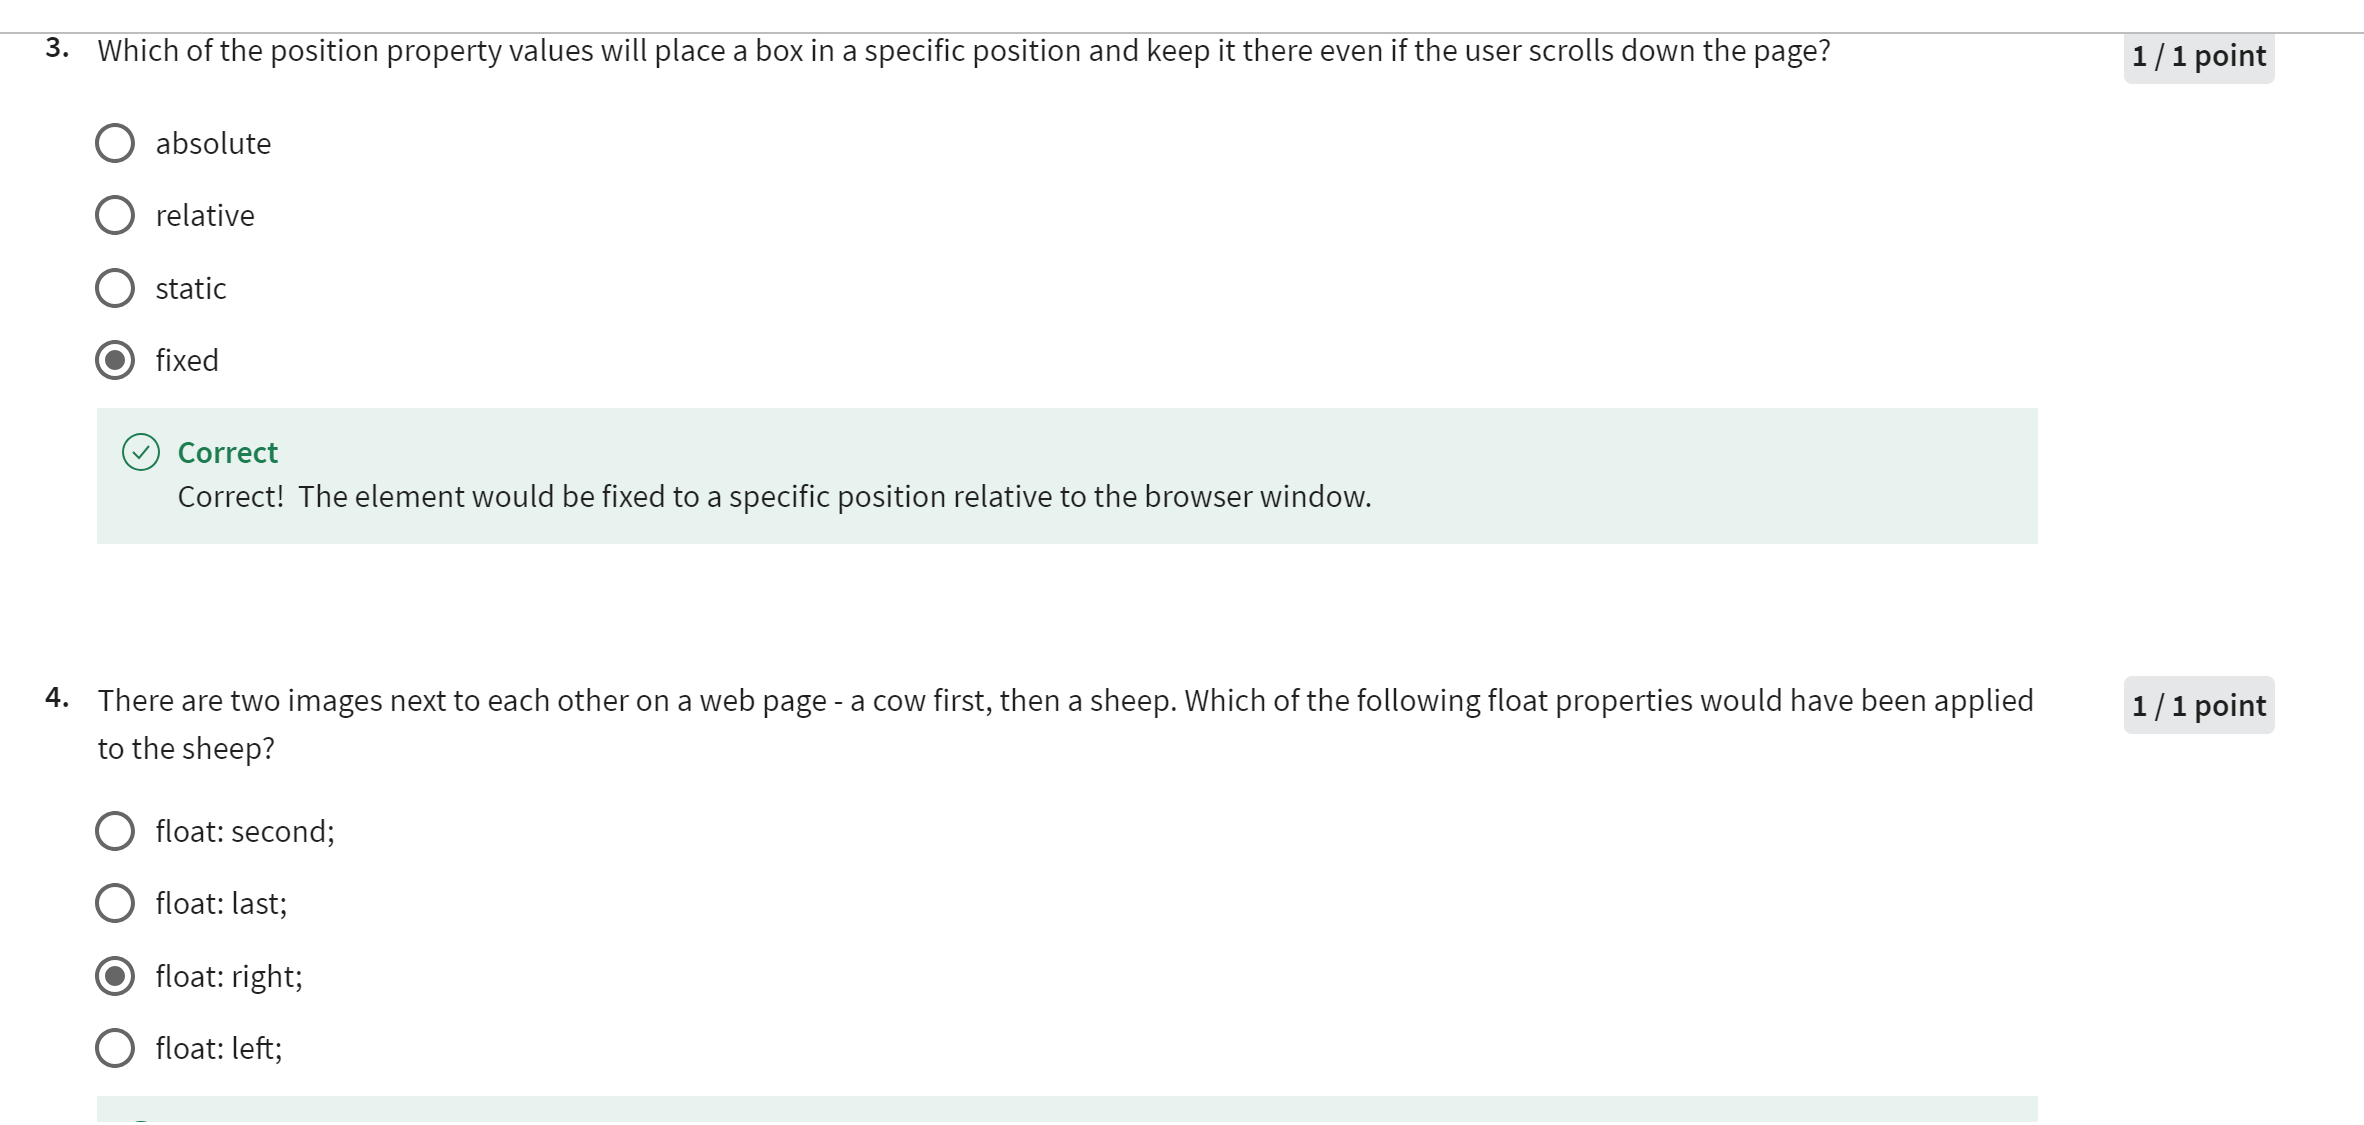 3. Which of the position property values will place a box in a specific position and keep it there even if the user scrolls down the page?
1 / 1 point
absolute
relative
static
fixed
Correct
Correct!  The element would be fixed to a specific position relative to the browser window.
4. There are two images next to each other on a web page - a cow first, then a sheep. Which of the following float properties would have been applied
to the sheep?
1 / 1 point
float: second;
float: last;
float: right;
float: left;